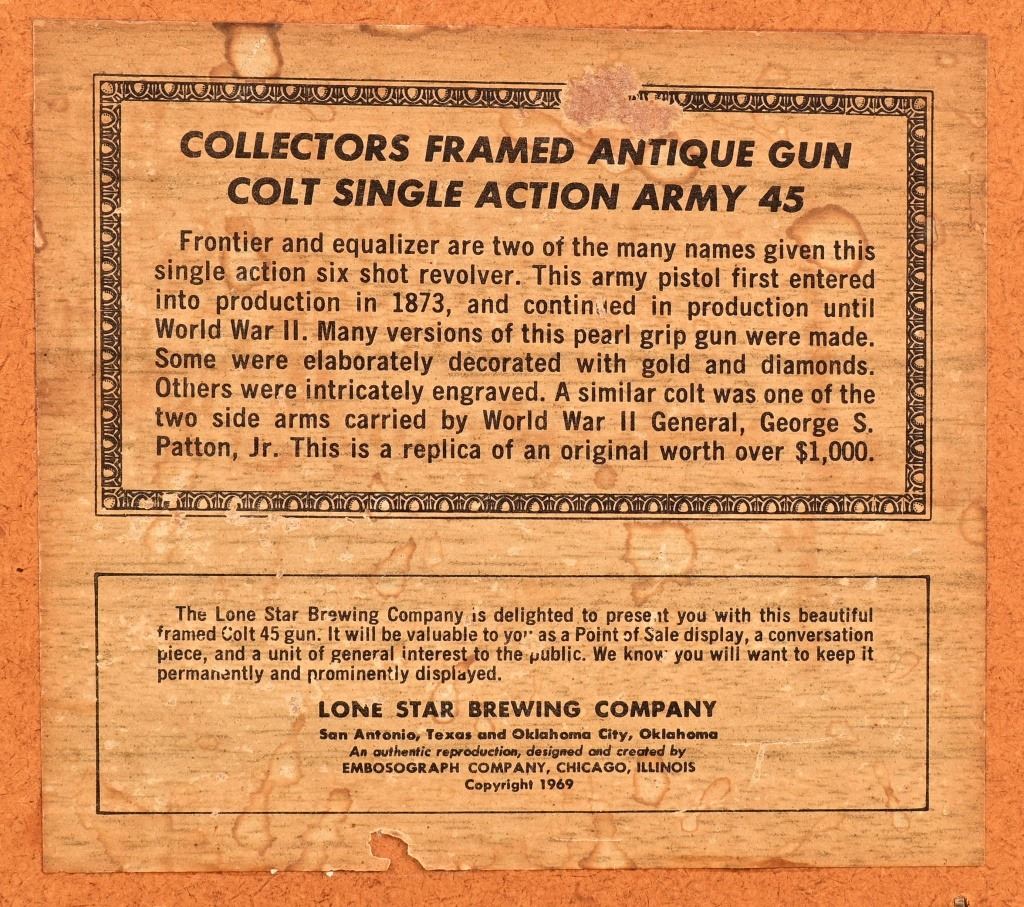 COLLECTORS FRAMED ANTIQUE GUN
COLT SINGLE ACTION ARMY 45
Frontier and equalizer are two of the many names given this
single action six shot revolver. This army pistol first entered
into production in 1873, and continued in production until
World War II. Many versions of this pearl grip gun were made.
Some were elaborately decorated with gold and diamonds.
Others were intricately engraved. A similar colt was one of the
two side arms carried by World War II General, George S.
Patton, Jr. This is a replica of an original worth over $1,000.
The Lone Star Brewing Company is delighted to present you with this beautiful
framed Colt 45 gun. It will be valuable to you as a Point of Sale display, a conversation
piece, and a unit of general interest to the public. We know you will want to keep it
permanently and prominently displayed.
LONE STAR BREWING COMPANY
San Antonio, Texas and Oklahoma City, Oklahoma
An authentic reproduction, designed and created by
EMBOSOGRAPH COMPANY, CHICAGO, ILLINOIS
Copyright 1969